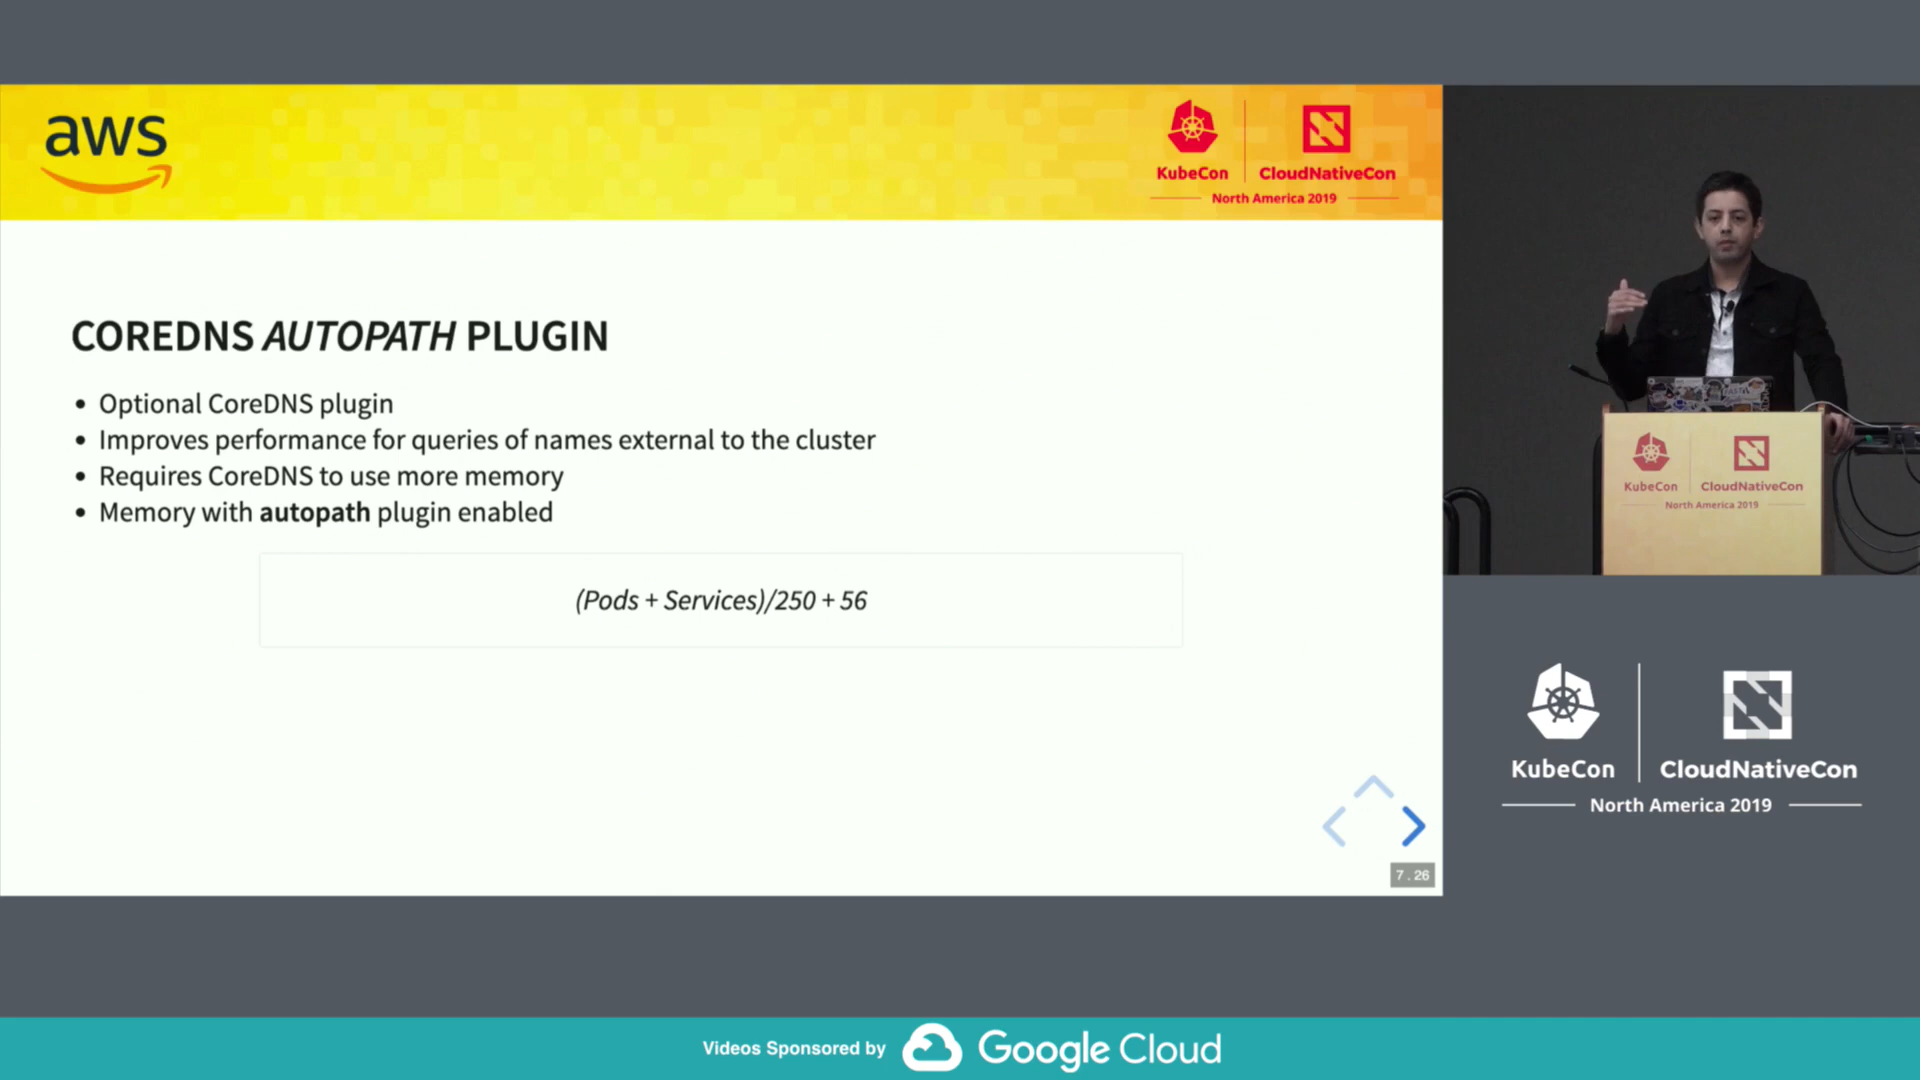 aws
KubeCon
CloudNativeCon
North America 2019
COREDNS AUTOPATH PLUGIN
• Optional CoreDNS plugin
• Improves performance for queries of names external to the cluster
• Requires CoreDNS to use more memory
• Memory with autopath plugin enabled
(Pods + Services)/250 + 56
7 . 26
KubeCon
CloudNativeCon
North America 2019
KubeCon
CloudNativeCon
North America 2019
Videos Sponsored by Google Cloud